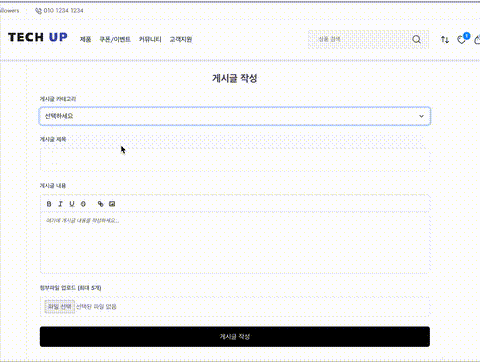 ollowers
010 1234 1234
TECH UP
제품 쿠폰/이벤트 커뮤니티 고객지원
상품 검색
게시글 작성
게시글 카테고리
선택하세요
게시글 제목
게시글 내용
B I U
여기에 게시글 내용을 작성하세요...
첨부파일 업로드 (최대 5개)
파일 선택 선택된 파일 없음
게시글 작성